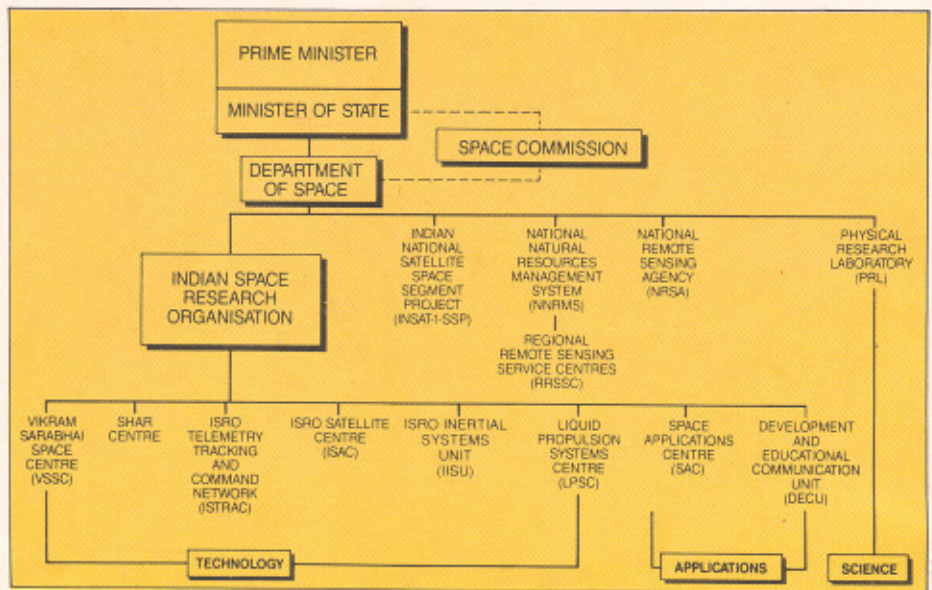 PRIME MINISTER
MINISTER OF STATE
SPACE COMMISSION
DEPARTMENT
OF SPACE
INDIAN SPACE
RESEARCH
ORGANISATION
INDIAN
NATIONAL
SATELLITE
SPACE
SEGMENT
PROJECT
(INSAT-1-SSP)
NATIONAL
NATURAL
RESOURCES
MANAGEMENT
SYSTEM
(NNRMS)
REGIONAL
REMOTE SENSING
SERVICE CENTRES
(RRSSC)
NATIONAL
REMOTE
SENSING
AGENCY
(NRSA)
PHYSICAL
RESEARCH
LABORATORY
(PRL)
VIKRAM
SARABHAI
SPACE
CENTRE
(VSSC)
SHAR
CENTRE
ISRO
TELEMETRY
TRACKING
AND
COMMAND
NETWORK
(ISTRAC)
ISRO SATELLITE
CENTRE
(ISAC)
ISRO INERTIAL
SYSTEMS
UNIT
(IISU)
LIQUID
PROPULSION
SYSTEMS
CENTRE
(LPSC)
SPACE
APPLICATIONS
CENTRE
(SAC)
DEVELOPMENT
AND
EDUCATIONAL
COMMUNICATION
UNIT
(DECU)
TECHNOLOGY
APPLICATIONS
SCIENCE